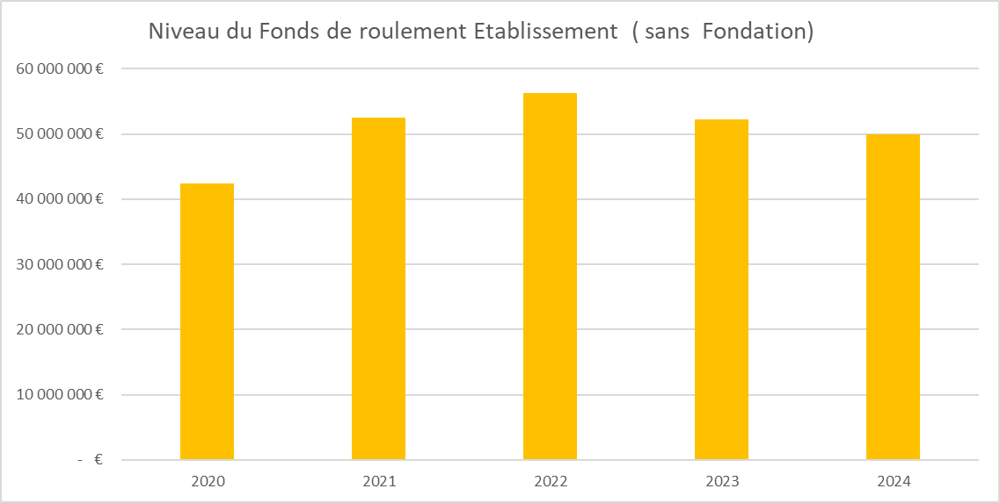 Niveau du Fonds de roulement Etablissement  ( sans  Fondation)
60 000 000 €
50 000 000 €
40 000 000 €
30 000 000 €
20 000 000 €
10 000 000 €
-   €
2020
2021
2022
2023
2024